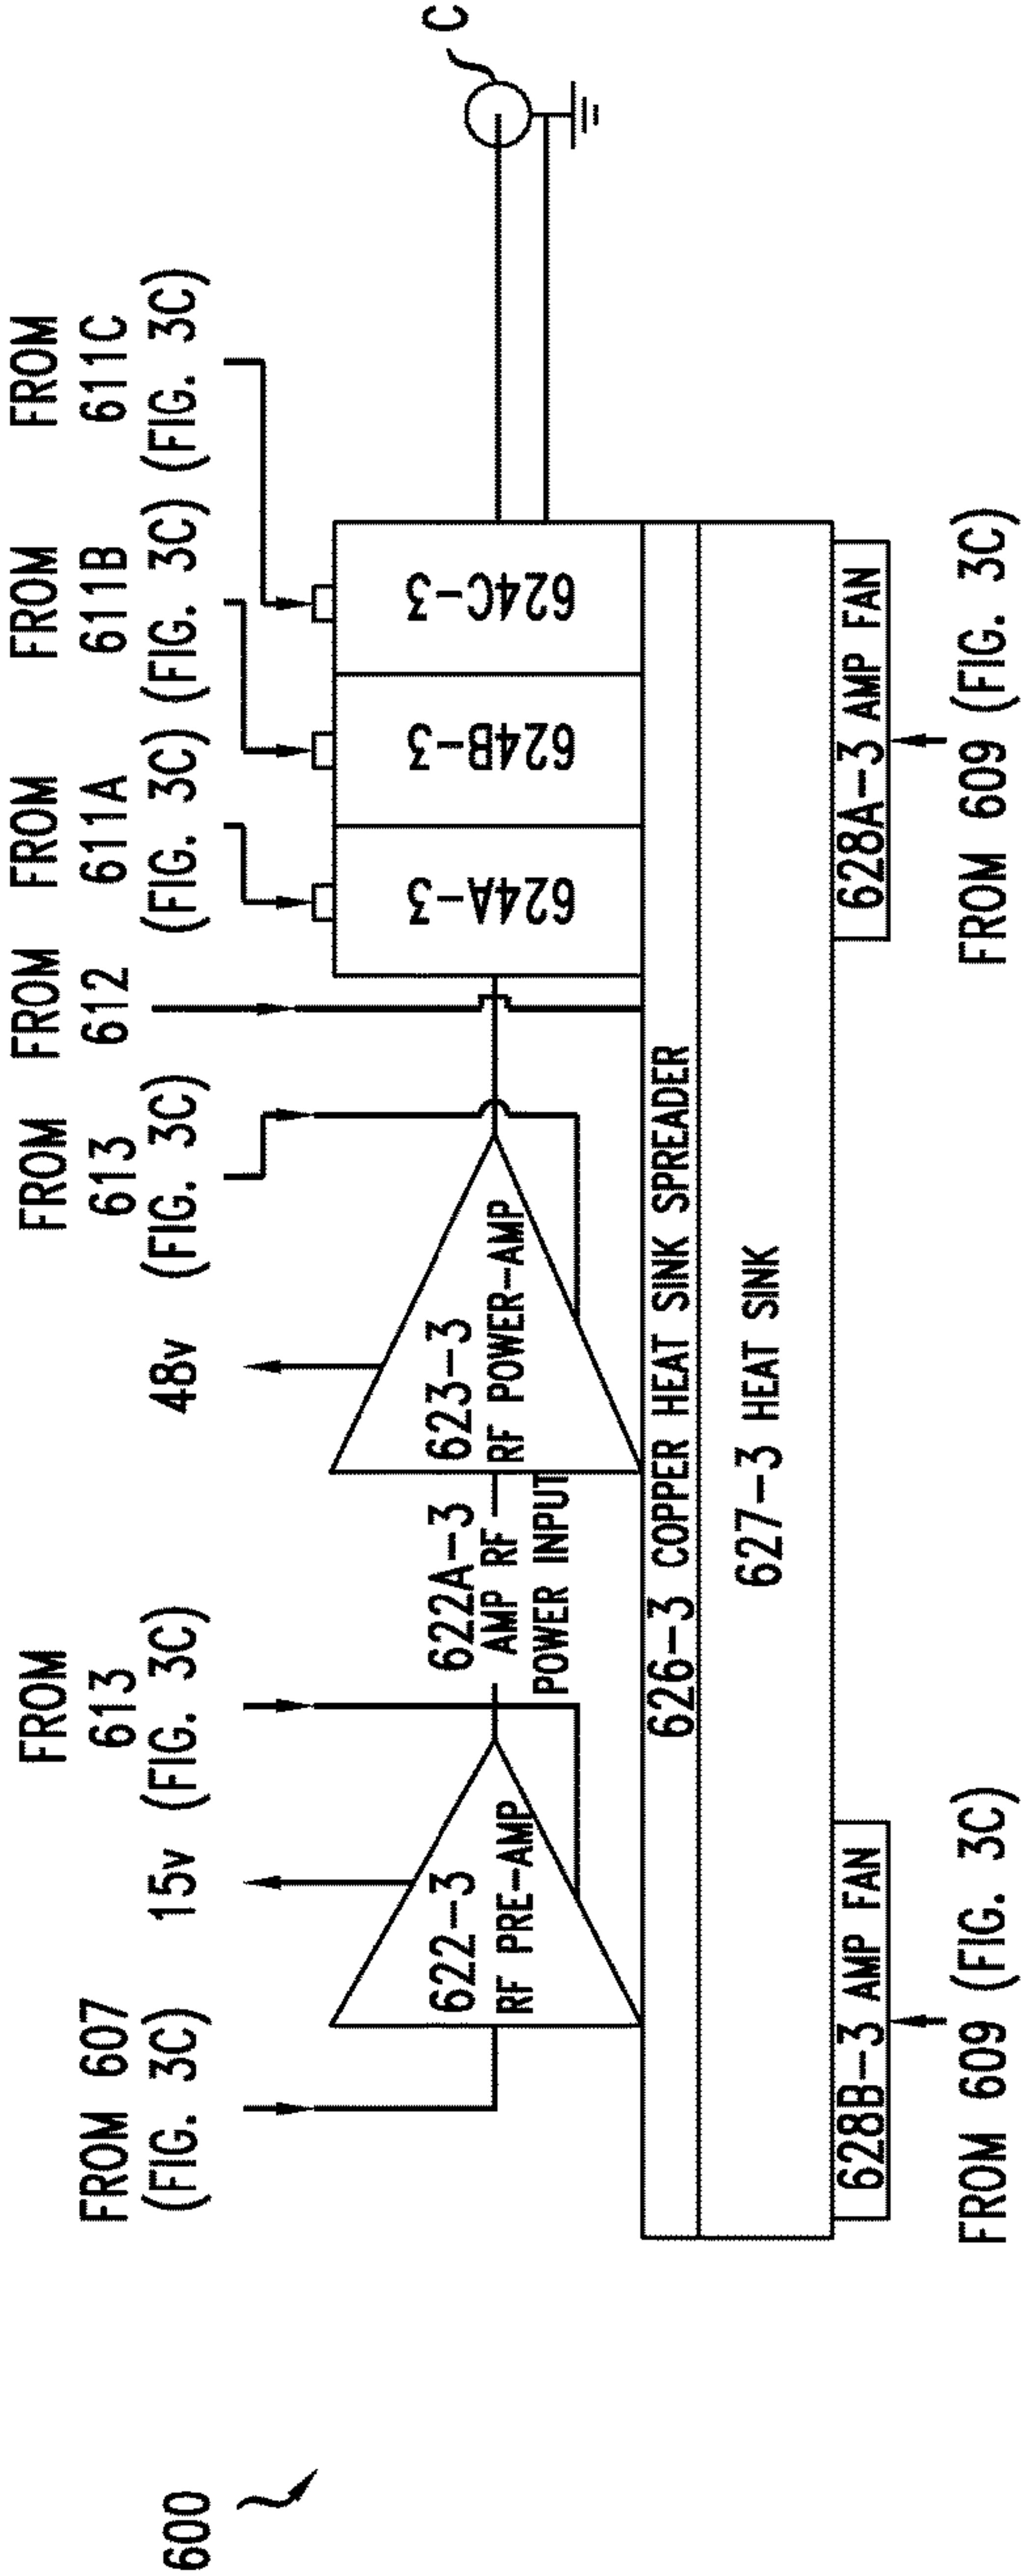 600
FROM 607
(FIG. 3C)
15v
FROM
613
(FIG. 3C)
48v
FROM
613
(FIG. 3C)
FROM
612
FROM
611A
(FIG. 3C)
FROM
611B
(FIG. 3C)
FROM
611C
(FIG. 3C)
C
622-3
RF PRE-AMP
622A-3
AMP RF
POWER INPUT
623-3
RF POWER-AMP
624A-3
624B-3
624C-3
626-3 COPPER HEAT SINK SPREADER
627-3 HEAT SINK
628B-3 AMP FAN
628A-3 AMP FAN
FROM 609 (FIG. 3C)
FROM 609 (FIG. 3C)